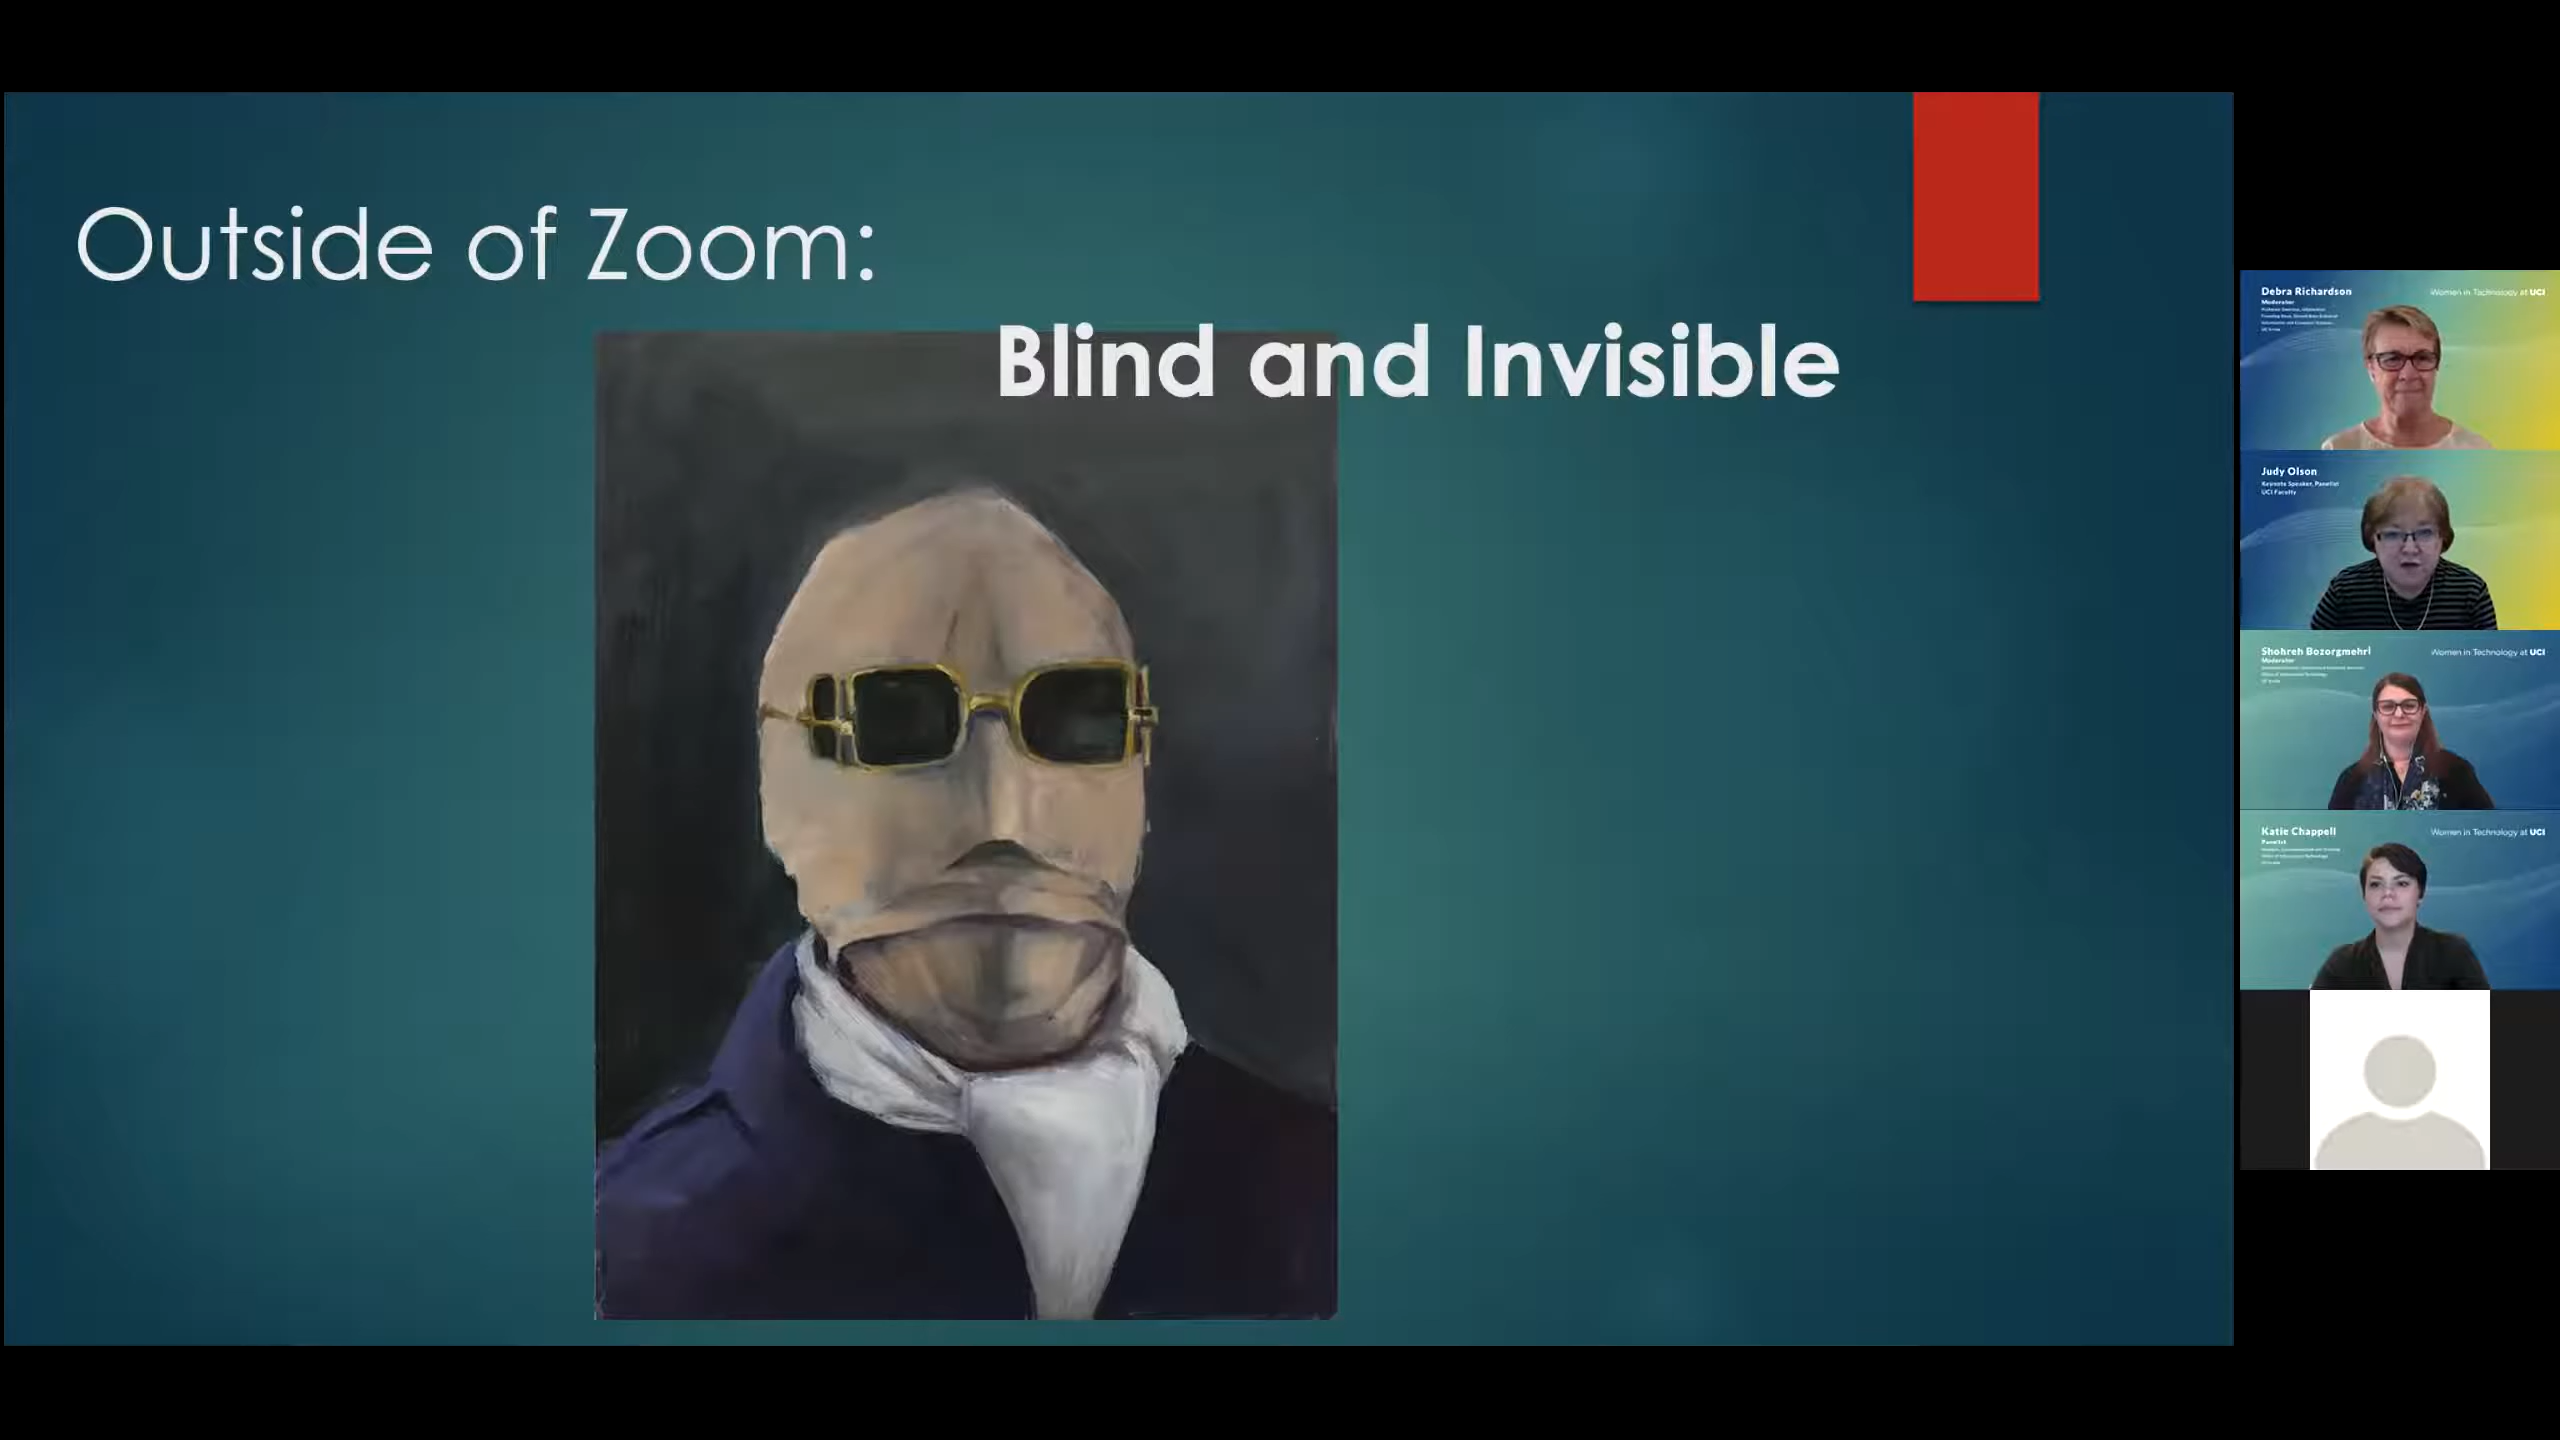 Outside of Zoom:
Blind and Invisible
Debra Richardson
Moderator
Women in Technology at UCI
Judy Olson
Keynote Speaker, Panelist
UCI Faculty
Shohreh Bozorgmehri
Moderator
Women in Technology at UCI
Katie Chappell
Panelist
Women in Technology at UCI